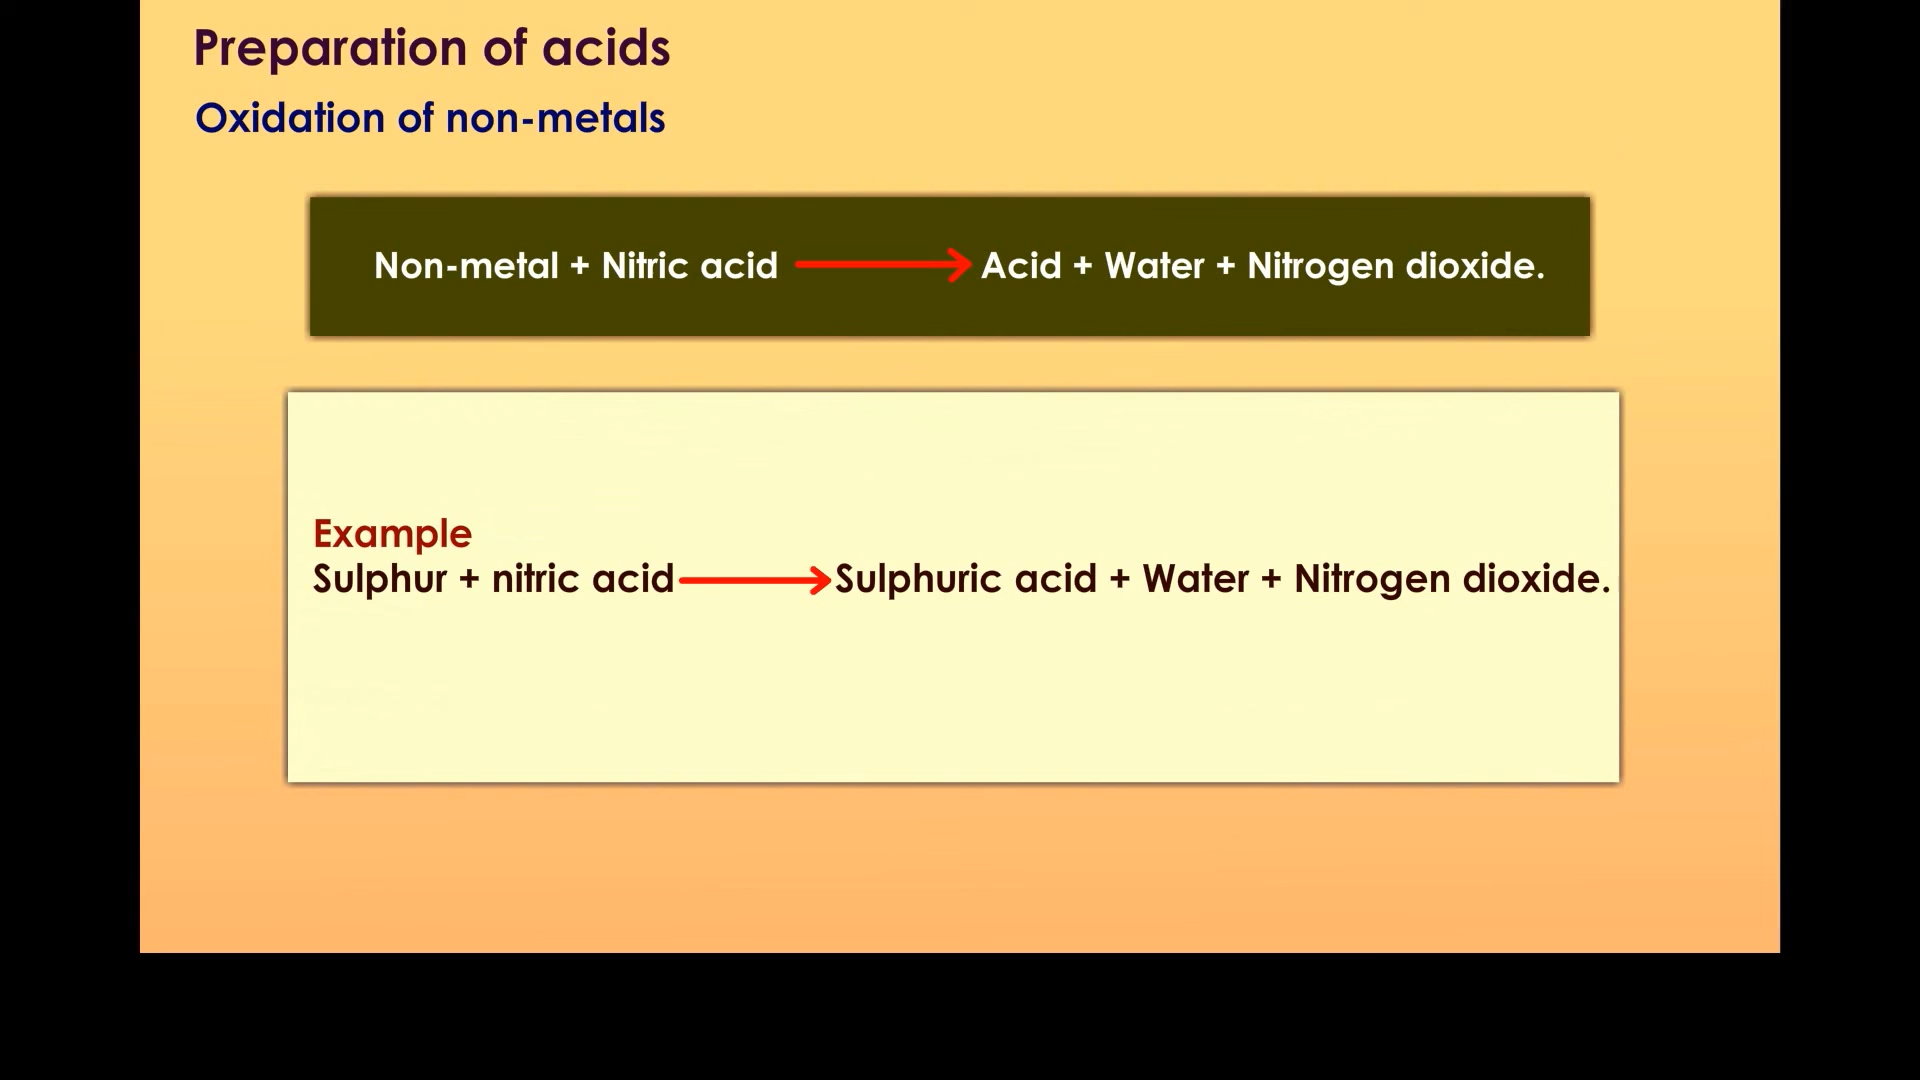 Preparation of acids
Oxidation of non-metals
Non-metal + Nitric acid → Acid + Water + Nitrogen dioxide.
Example
Sulphur + nitric acid → Sulphuric acid + Water + Nitrogen dioxide.